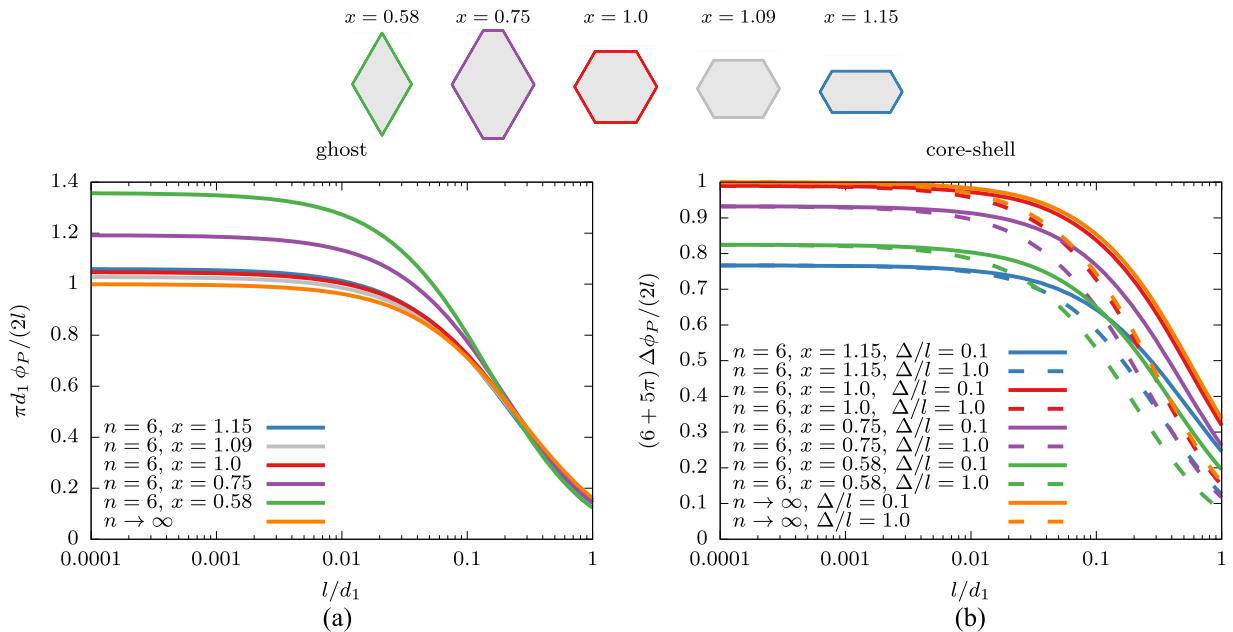 x = 0.58 x = 0.75 x = 1.0 x = 1.09 x = 1.15
ghost
πd₁ ϕ_P/(2l)
1.4
1.2
1
0.8
0.6
0.4
0.2
0
n = 6, x = 1.15
n = 6, x = 1.09
n = 6, x = 1.0
n = 6, x = 0.75
n = 6, x = 0.58
n → ∞
0.0001 0.001 0.01 0.1 1
l/d₁
(a)
core-shell
(6 + 5π) Δϕ_P/(2l)
1
0.9
0.8
0.7
0.6
0.5
0.4
0.3
0.2
0.1
0
n = 6, x = 1.15, Δ/l = 0.1
n = 6, x = 1.15, Δ/l = 1.0
n = 6, x = 1.0, Δ/l = 0.1
n = 6, x = 1.0, Δ/l = 1.0
n = 6, x = 0.75, Δ/l = 0.1
n = 6, x = 0.75, Δ/l = 1.0
n = 6, x = 0.58, Δ/l = 0.1
n = 6, x = 0.58, Δ/l = 1.0
n → ∞, Δ/l = 0.1
n → ∞, Δ/l = 1.0
0.0001 0.001 0.01 0.1 1
l/d₁
(b)